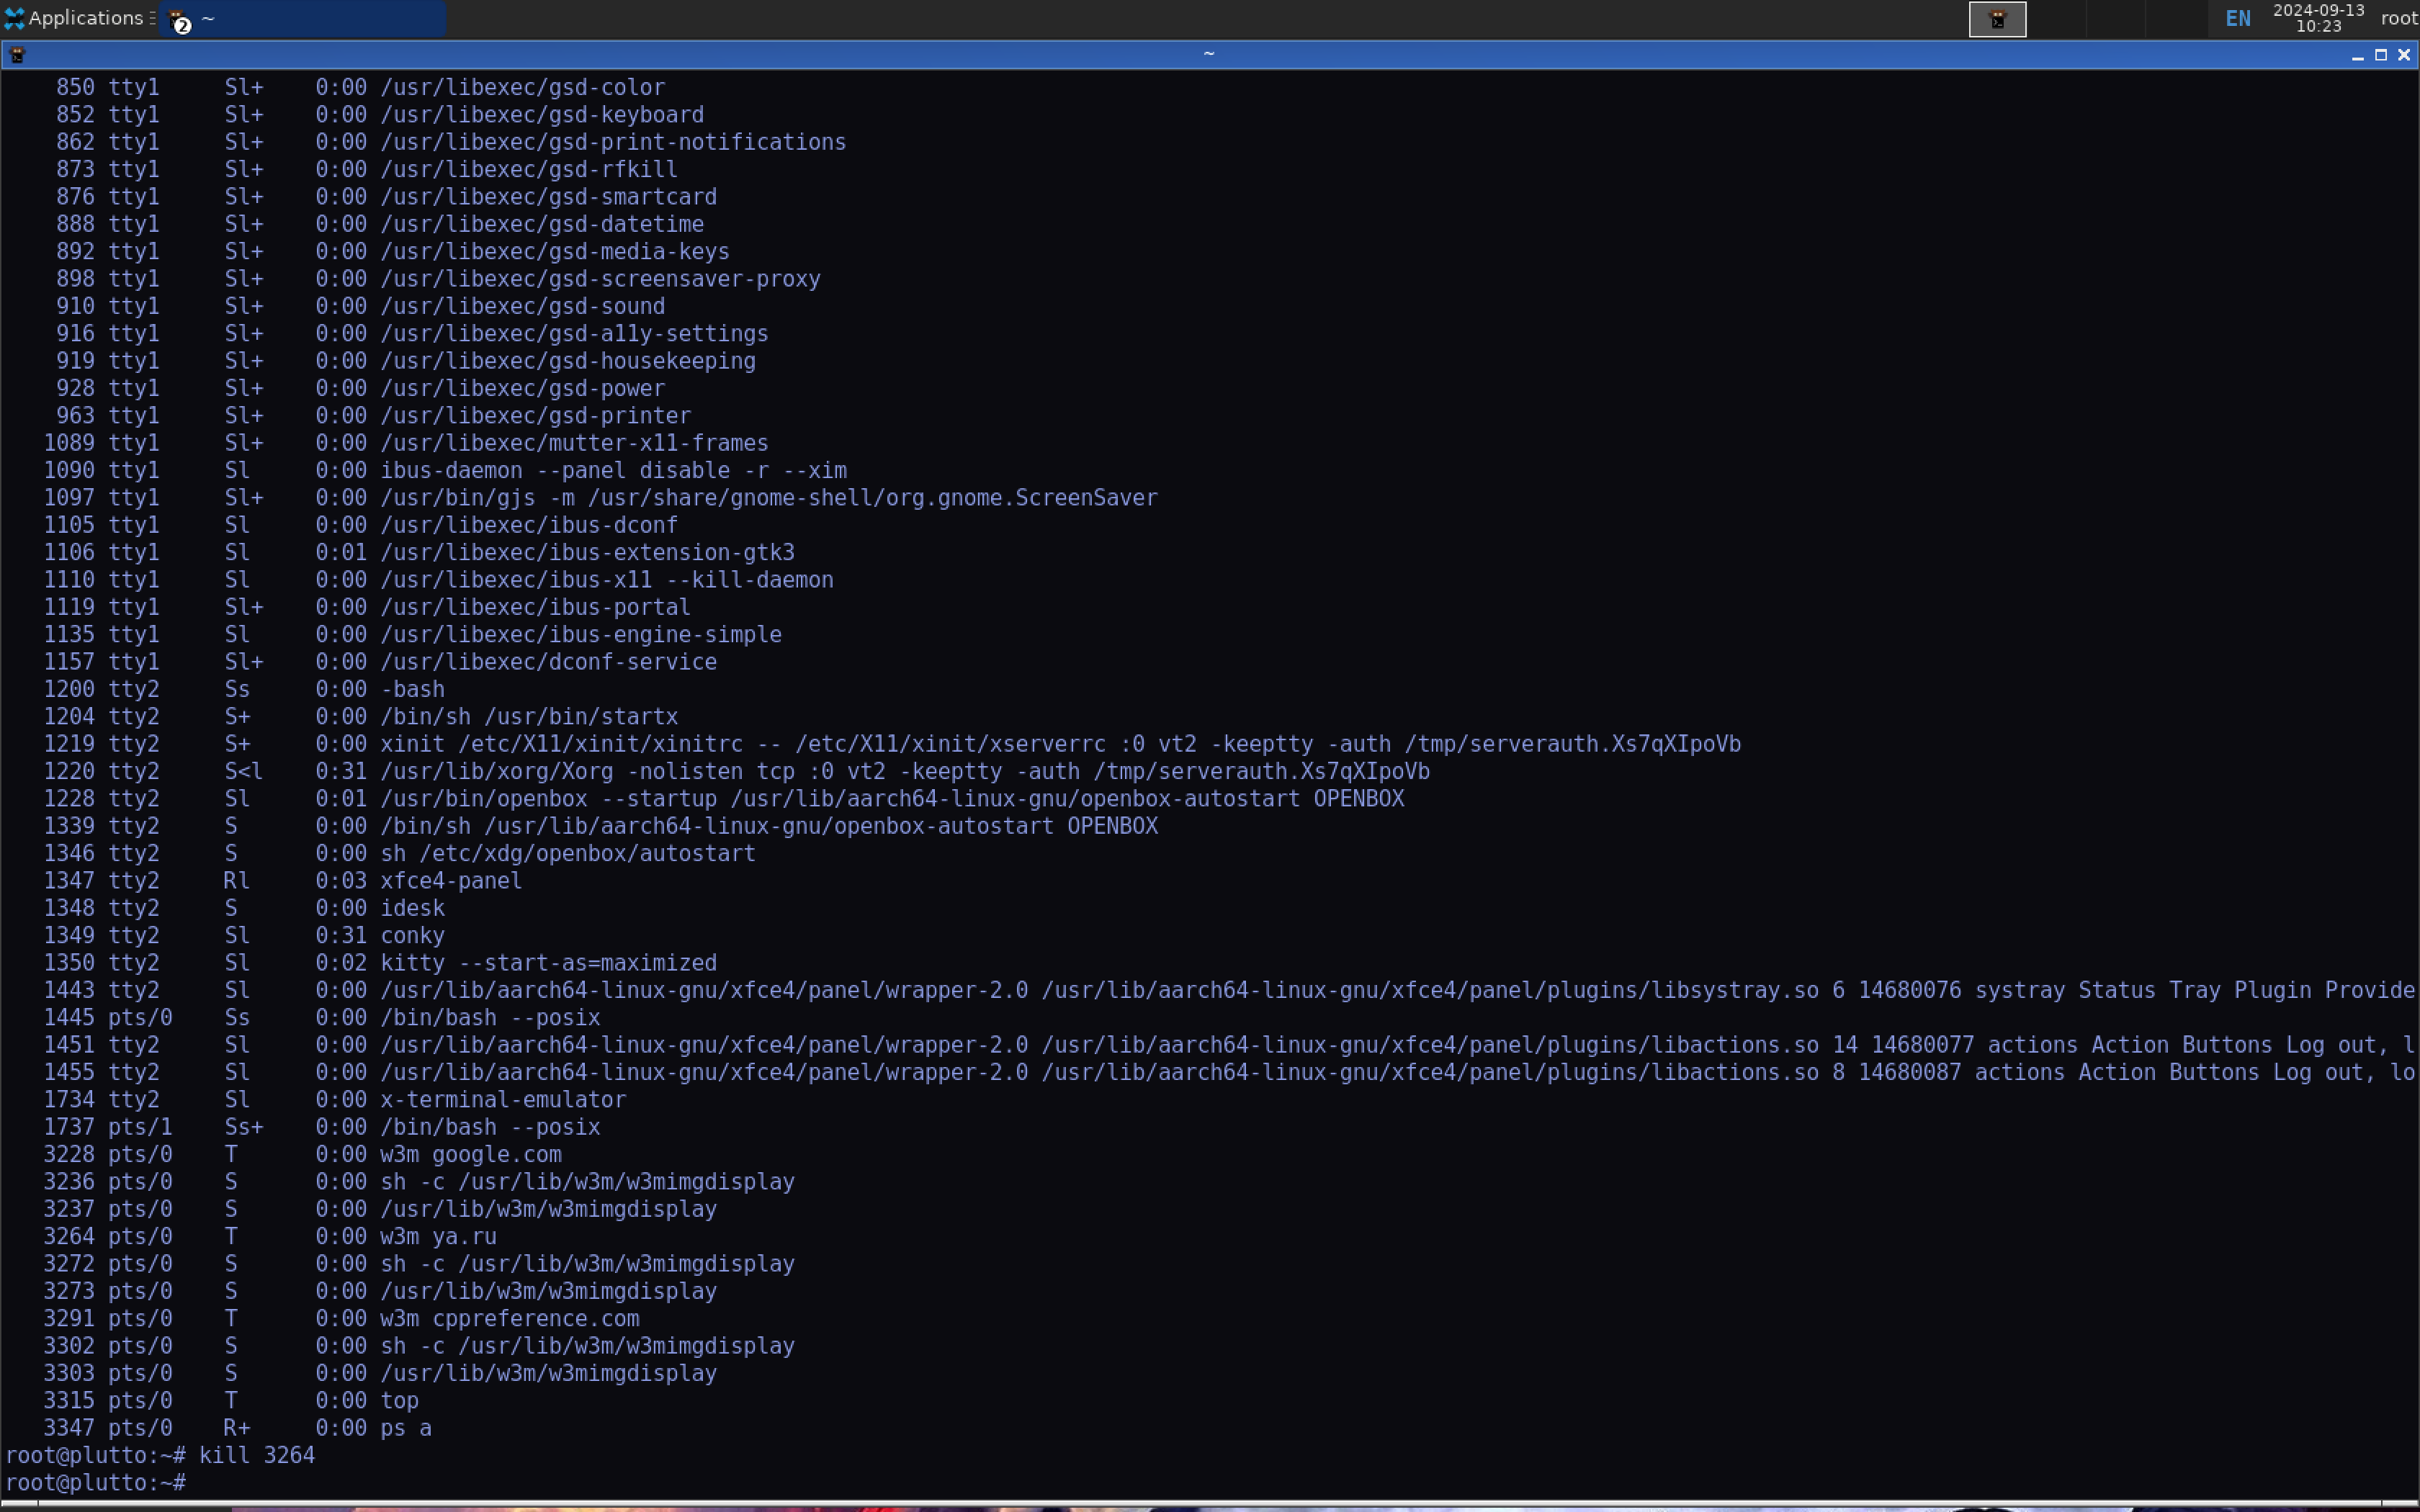 Applications
2 ~
EN
2024-09-13
10:23
root
~
850 tty1 Sl+ 0:00 /usr/libexec/gsd-color
852 tty1 Sl+ 0:00 /usr/libexec/gsd-keyboard
862 tty1 Sl+ 0:00 /usr/libexec/gsd-print-notifications
873 tty1 Sl+ 0:00 /usr/libexec/gsd-rfkill
876 tty1 Sl+ 0:00 /usr/libexec/gsd-smartcard
888 tty1 Sl+ 0:00 /usr/libexec/gsd-datetime
892 tty1 Sl+ 0:00 /usr/libexec/gsd-media-keys
898 tty1 Sl+ 0:00 /usr/libexec/gsd-screensaver-proxy
910 tty1 Sl+ 0:00 /usr/libexec/gsd-sound
916 tty1 Sl+ 0:00 /usr/libexec/gsd-a11y-settings
919 tty1 Sl+ 0:00 /usr/libexec/gsd-housekeeping
928 tty1 Sl+ 0:00 /usr/libexec/gsd-power
963 tty1 Sl+ 0:00 /usr/libexec/gsd-printer
1089 tty1 Sl+ 0:00 /usr/libexec/mutter-x11-frames
1090 tty1 Sl 0:00 ibus-daemon --panel disable -r --xim
1097 tty1 Sl+ 0:00 /usr/bin/gjs -m /usr/share/gnome-shell/org.gnome.ScreenSaver
1105 tty1 Sl 0:00 /usr/libexec/ibus-dconf
1106 tty1 Sl 0:01 /usr/libexec/ibus-extension-gtk3
1110 tty1 Sl 0:00 /usr/libexec/ibus-x11 --kill-daemon
1119 tty1 Sl+ 0:00 /usr/libexec/ibus-portal
1135 tty1 Sl 0:00 /usr/libexec/ibus-engine-simple
1157 tty1 Sl+ 0:00 /usr/libexec/dconf-service
1200 tty2 Ss 0:00 -bash
1204 tty2 S+ 0:00 /bin/sh /usr/bin/startx
1219 tty2 S+ 0:00 xinit /etc/X11/xinit/xinitrc -- /etc/X11/xinit/xserverrc :0 vt2 -keeptty -auth /tmp/serverauth.Xs7qXIpoVb
1220 tty2 S<l 0:31 /usr/lib/xorg/Xorg -nolisten tcp :0 vt2 -keeptty -auth /tmp/serverauth.Xs7qXIpoVb
1228 tty2 Sl 0:01 /usr/bin/openbox --startup /usr/lib/aarch64-linux-gnu/openbox-autostart OPENBOX
1339 tty2 S 0:00 /bin/sh /usr/lib/aarch64-linux-gnu/openbox-autostart OPENBOX
1346 tty2 S 0:00 sh /etc/xdg/openbox/autostart
1347 tty2 Rl 0:03 xfce4-panel
1348 tty2 S 0:00 idesk
1349 tty2 Sl 0:31 conky
1350 tty2 Sl 0:02 kitty --start-as=maximized
1443 tty2 Sl 0:00 /usr/lib/aarch64-linux-gnu/xfce4/panel/wrapper-2.0 /usr/lib/aarch64-linux-gnu/xfce4/panel/plugins/libsystray.so 6 14680076 systray Status Tray Plugin Provide
1445 pts/0 Ss 0:00 /bin/bash --posix
1451 tty2 Sl 0:00 /usr/lib/aarch64-linux-gnu/xfce4/panel/wrapper-2.0 /usr/lib/aarch64-linux-gnu/xfce4/panel/plugins/libactions.so 14 14680077 actions Action Buttons Log out, l
1455 tty2 Sl 0:00 /usr/lib/aarch64-linux-gnu/xfce4/panel/wrapper-2.0 /usr/lib/aarch64-linux-gnu/xfce4/panel/plugins/libactions.so 8 14680087 actions Action Buttons Log out, lo
1734 tty2 Sl 0:00 x-terminal-emulator
1737 pts/1 Ss+ 0:00 /bin/bash --posix
3228 pts/0 T 0:00 w3m google.com
3236 pts/0 S 0:00 sh -c /usr/lib/w3m/w3mimgdisplay
3237 pts/0 S 0:00 /usr/lib/w3m/w3mimgdisplay
3264 pts/0 T 0:00 w3m ya.ru
3272 pts/0 S 0:00 sh -c /usr/lib/w3m/w3mimgdisplay
3273 pts/0 S 0:00 /usr/lib/w3m/w3mimgdisplay
3291 pts/0 T 0:00 w3m cppreference.com
3302 pts/0 S 0:00 sh -c /usr/lib/w3m/w3mimgdisplay
3303 pts/0 S 0:00 /usr/lib/w3m/w3mimgdisplay
3315 pts/0 T 0:00 top
3347 pts/0 R+ 0:00 ps a
root@plutto:~# kill 3264
root@plutto:~#